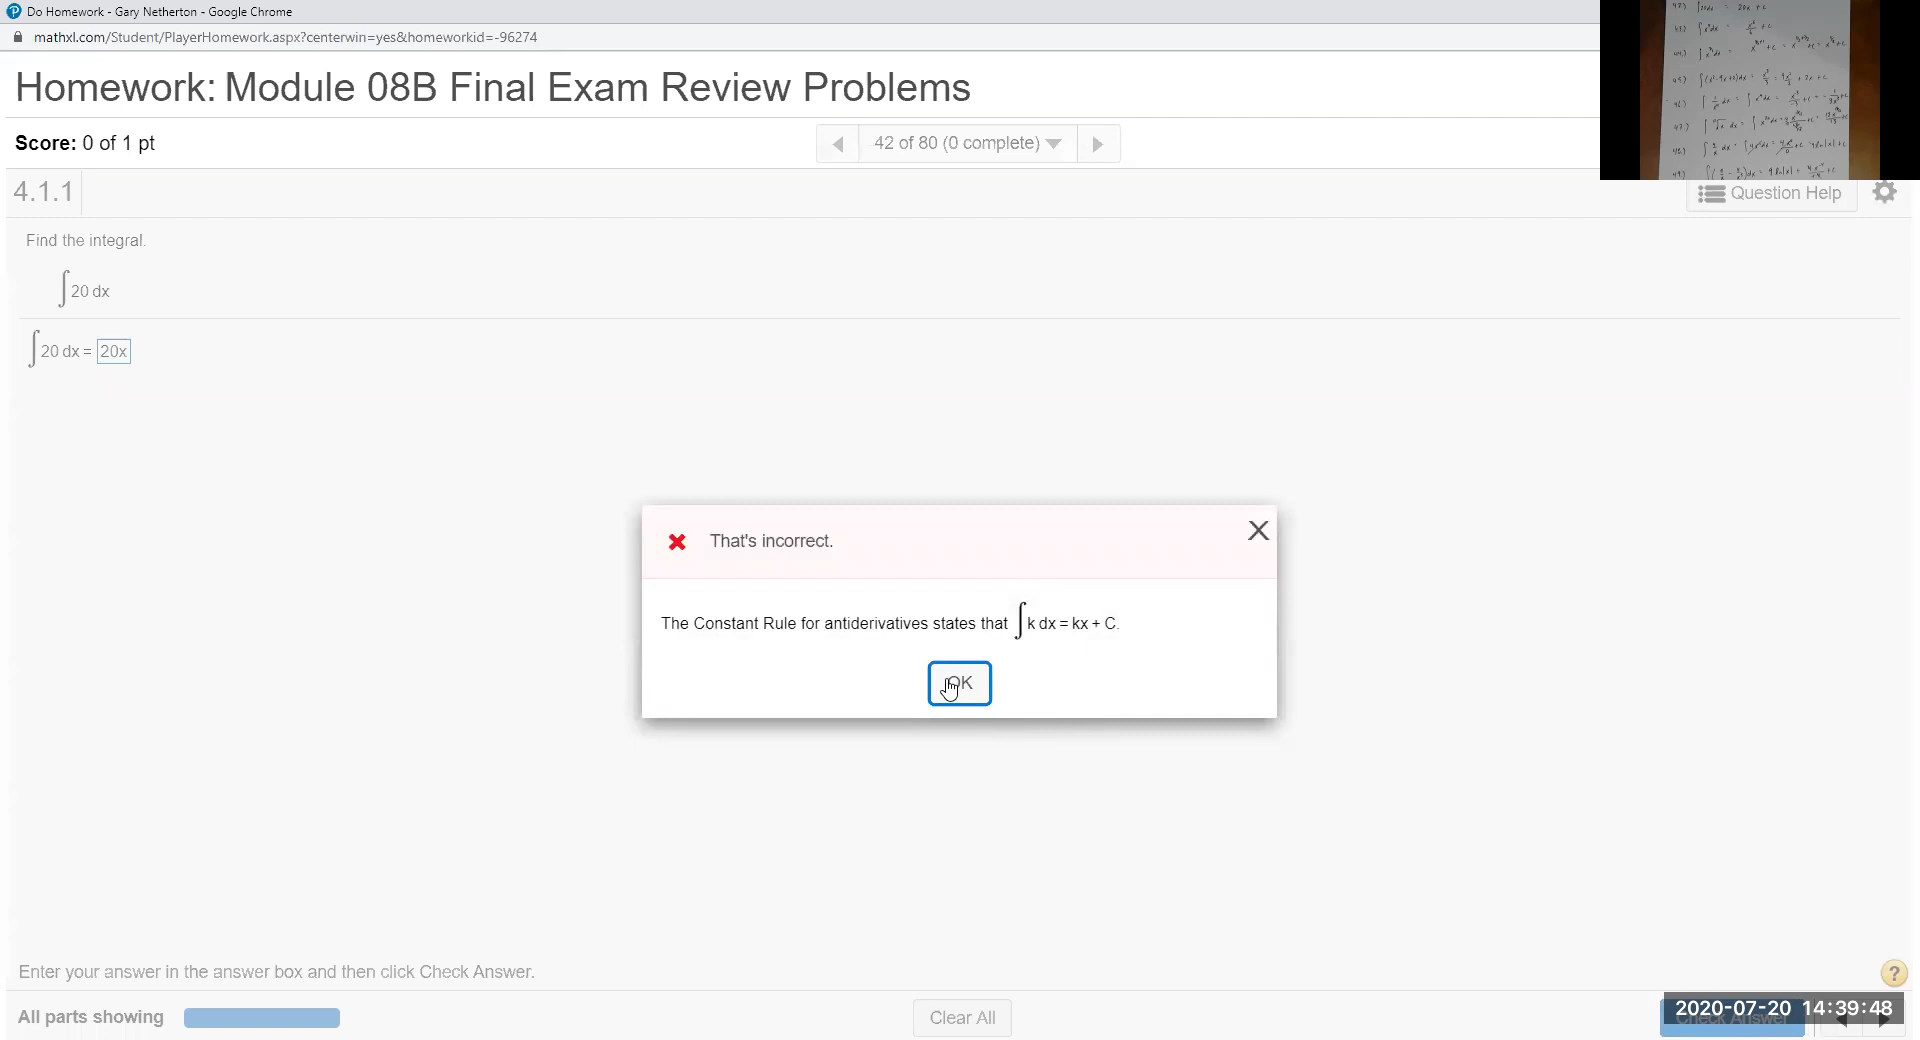 Do Homework - Gary Netherton - Google Chrome
mathxl.com/Student/PlayerHomework.aspx?centerwin=yes&homeworkid=-96274
Homework: Module 08B Final Exam Review Problems
Score: 0 of 1 pt
42 of 80 (0 complete)
4.1.1
Question Help
Find the integral.
∫20 dx
∫20 dx = 20x
That's incorrect.
The Constant Rule for antiderivatives states that ∫k dx = kx + C.
OK
Enter your answer in the answer box and then click Check Answer.
?
All parts showing
Clear All
Check Answer
2020-07-20 14:39:48